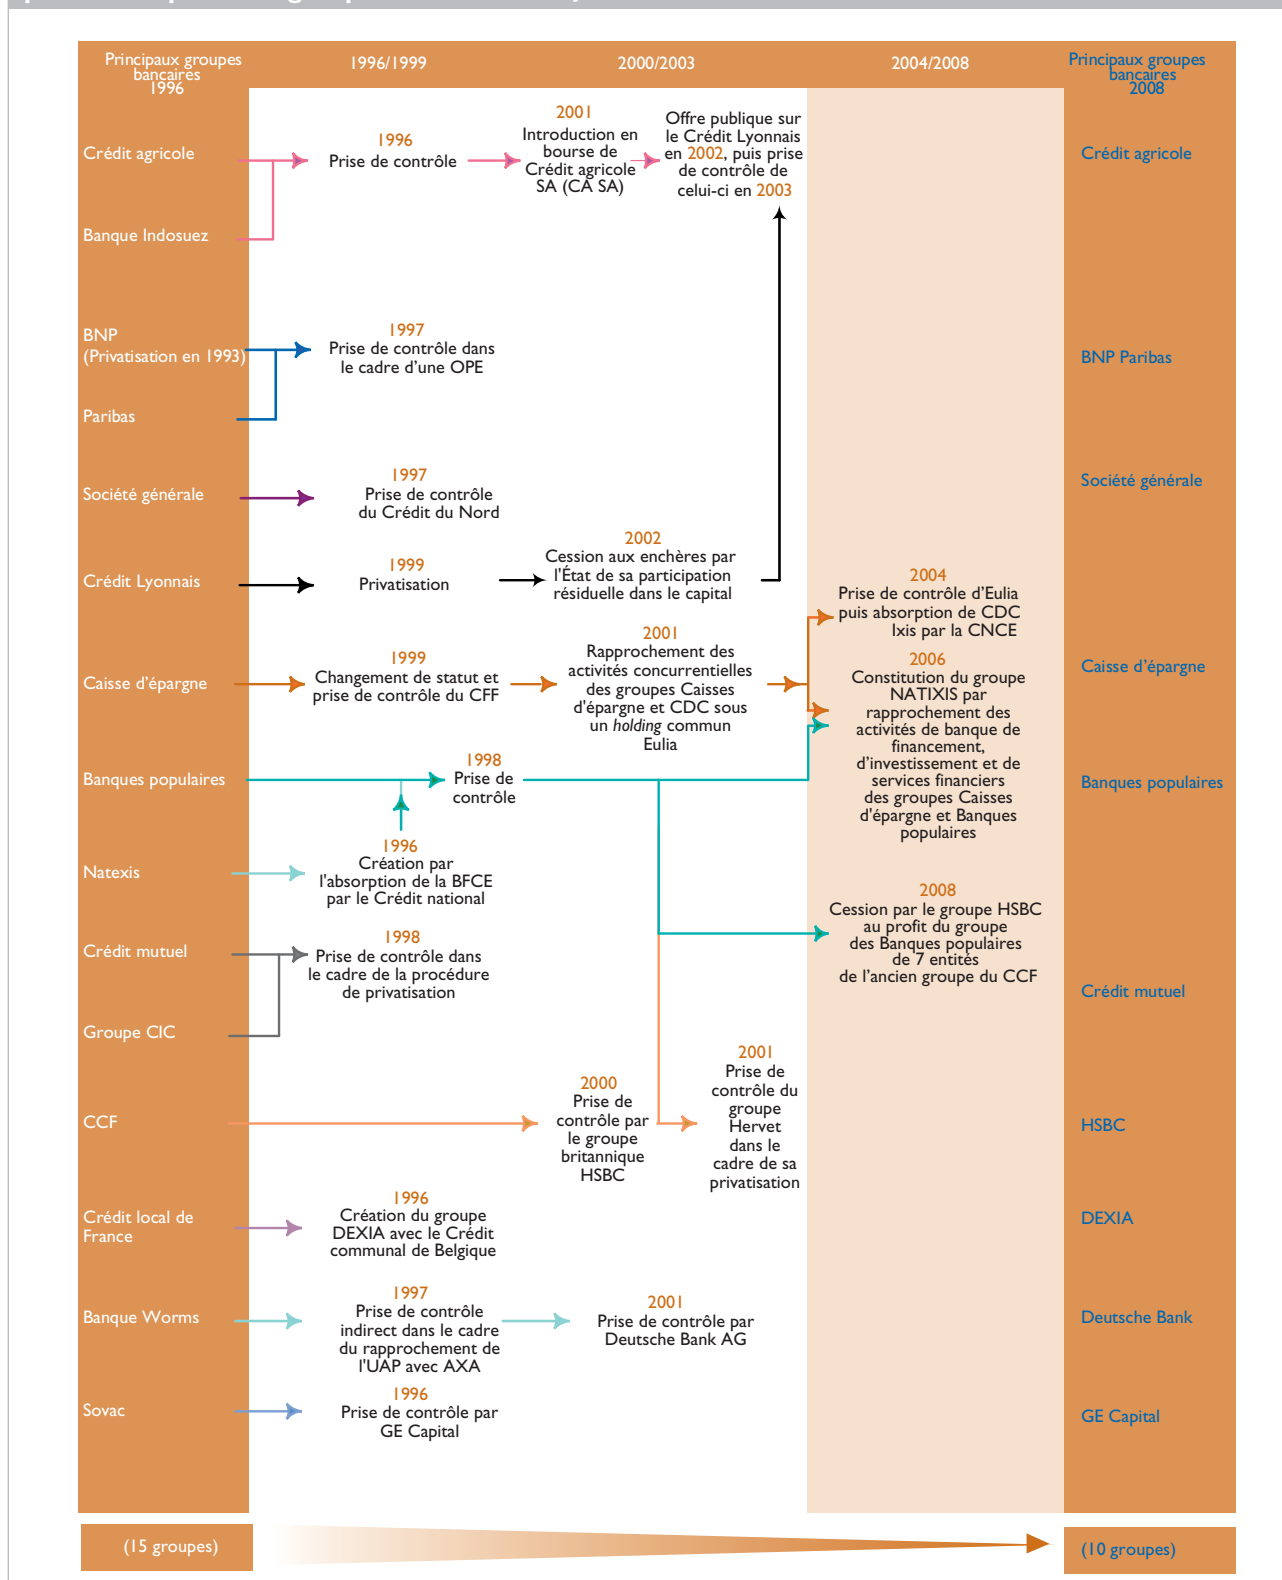 Principaux groupes
bancaires
1996
1996/1999
2000/2003
2004/2008
Principaux groupes
bancaires
2008
Crédit agricole
1996
Prise de contrôle
2001
Introduction en
bourse de
Crédit agricole
SA (CA SA)
Offre publique sur
le Crédit Lyonnais
en 2002, puis prise
de contrôle de
celui-ci en 2003
Crédit agricole
Banque Indosuez
BNP
(Privatisation en 1993)
1997
Prise de contrôle dans
le cadre d’une OPE
BNP Paribas
Paribas
Société générale
1997
Prise de contrôle
du Crédit du Nord
Société générale
Crédit Lyonnais
1999
Privatisation
2002
Cession aux enchères par
l'État de sa participation
résiduelle dans le capital
2004
Prise de contrôle d’Eulia
puis absorption de CDC
Ixis par la CNCE
Caisse d’épargne
1999
Changement de statut et
prise de contrôle du CFF
2001
Rapprochement des
activités concurrentielles
des groupes Caisses
d'épargne et CDC sous
un holding commun
Eulia
2006
Constitution du groupe
NATIXIS par
rapprochement des
activités de banque de
financement,
d’investissement et de
services financiers
des groupes Caisses
d'épargne et Banques
populaires
Caisse d’épargne
Banques populaires
1998
Prise de
contrôle
Banques populaires
Natexis
1996
Création par
l'absorption de la BFCE
par le Crédit national
2008
Cession par le groupe HSBC
au profit du groupe
des Banques populaires
de 7 entités
de l’ancien groupe du CCF
Crédit mutuel
1998
Prise de contrôle dans
le cadre de la procédure
de privatisation
Crédit mutuel
Groupe CIC
CCF
2000
Prise de
contrôle par
le groupe
britannique
HSBC
2001
Prise de
contrôle du
groupe
Hervet
dans le
cadre de sa
privatisation
HSBC
Crédit local de
France
1996
Création du groupe
DEXIA avec le Crédit
communal de Belgique
DEXIA
Banque Worms
1997
Prise de contrôle
indirect dans le cadre
du rapprochement de
l'UAP avec AXA
2001
Prise de contrôle par
Deutsche Bank AG
Deutsche Bank
Sovac
1996
Prise de contrôle par
GE Capital
GE Capital
(15 groupes)
(10 groupes)